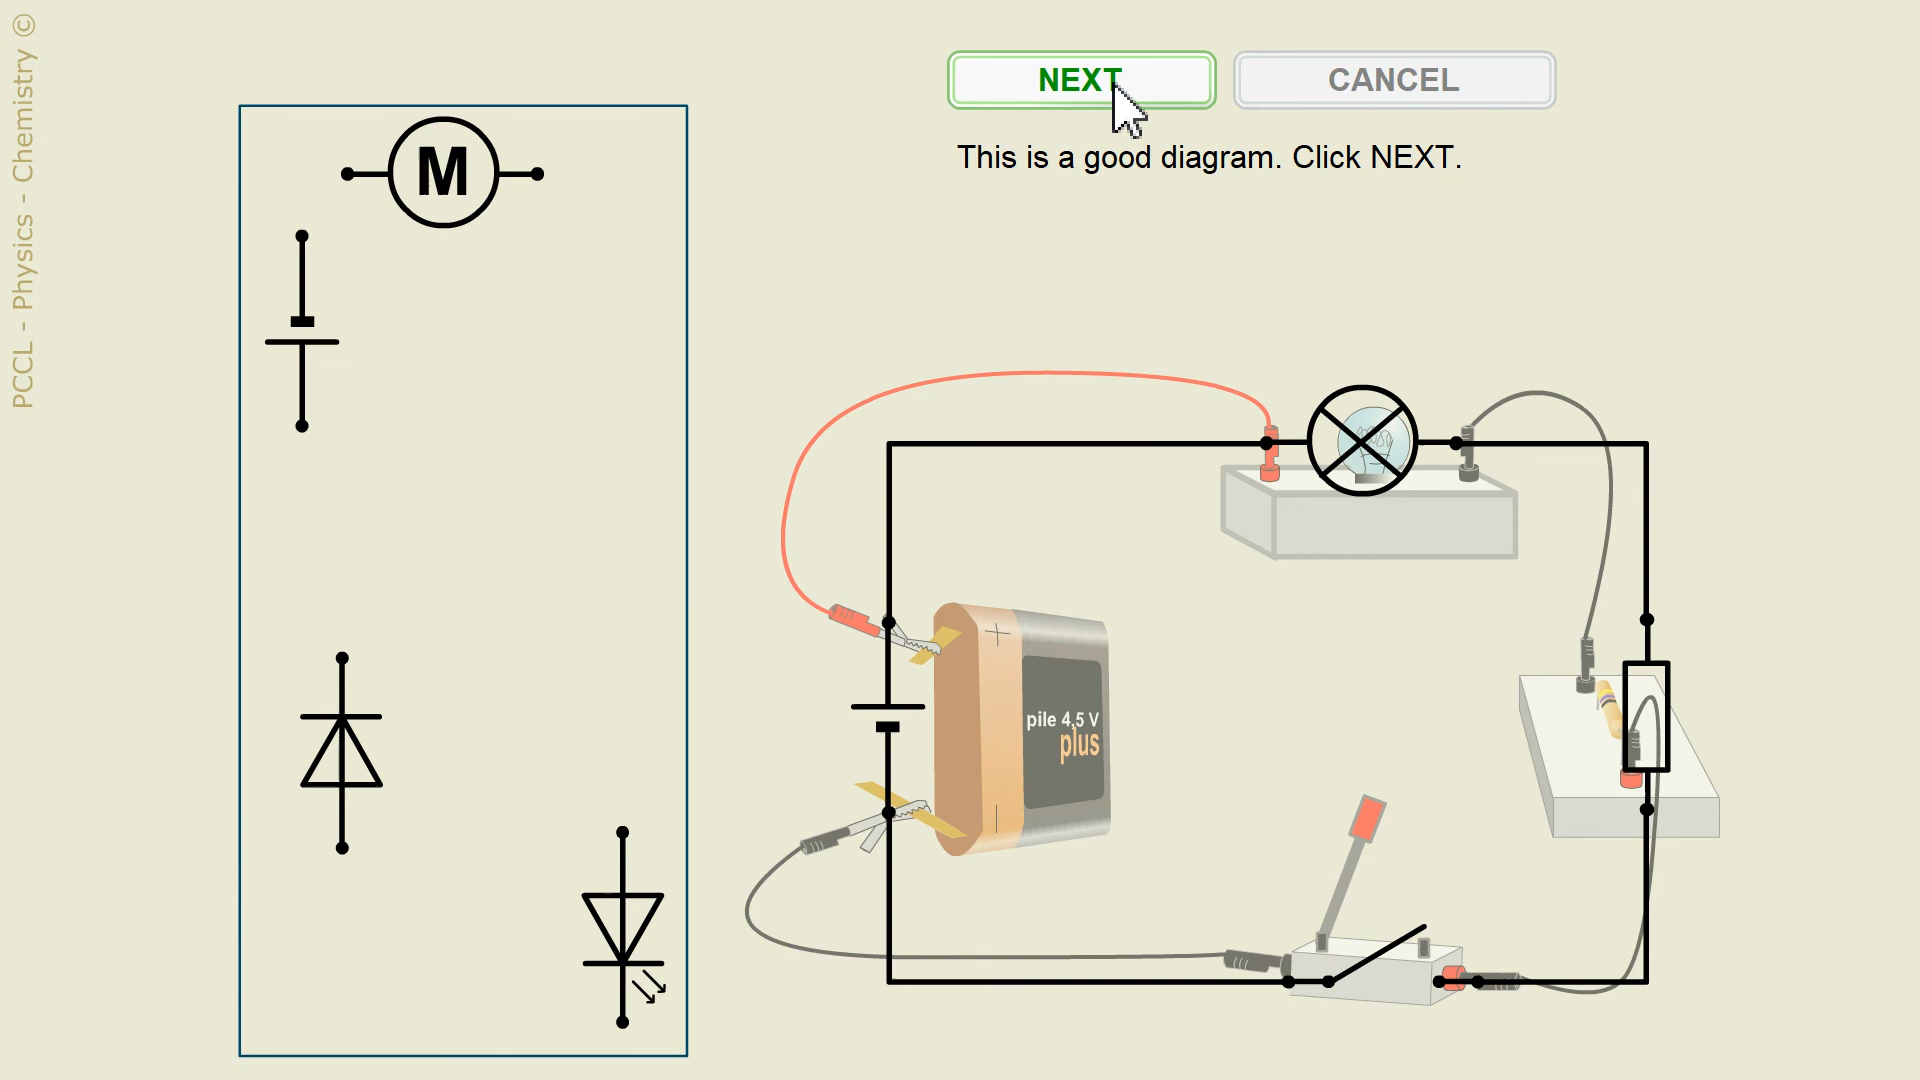 PCCL - Physics - Chemistry ©
NEXT
CANCEL
This is a good diagram. Click NEXT.
M
+
pile 4,5 V
plus